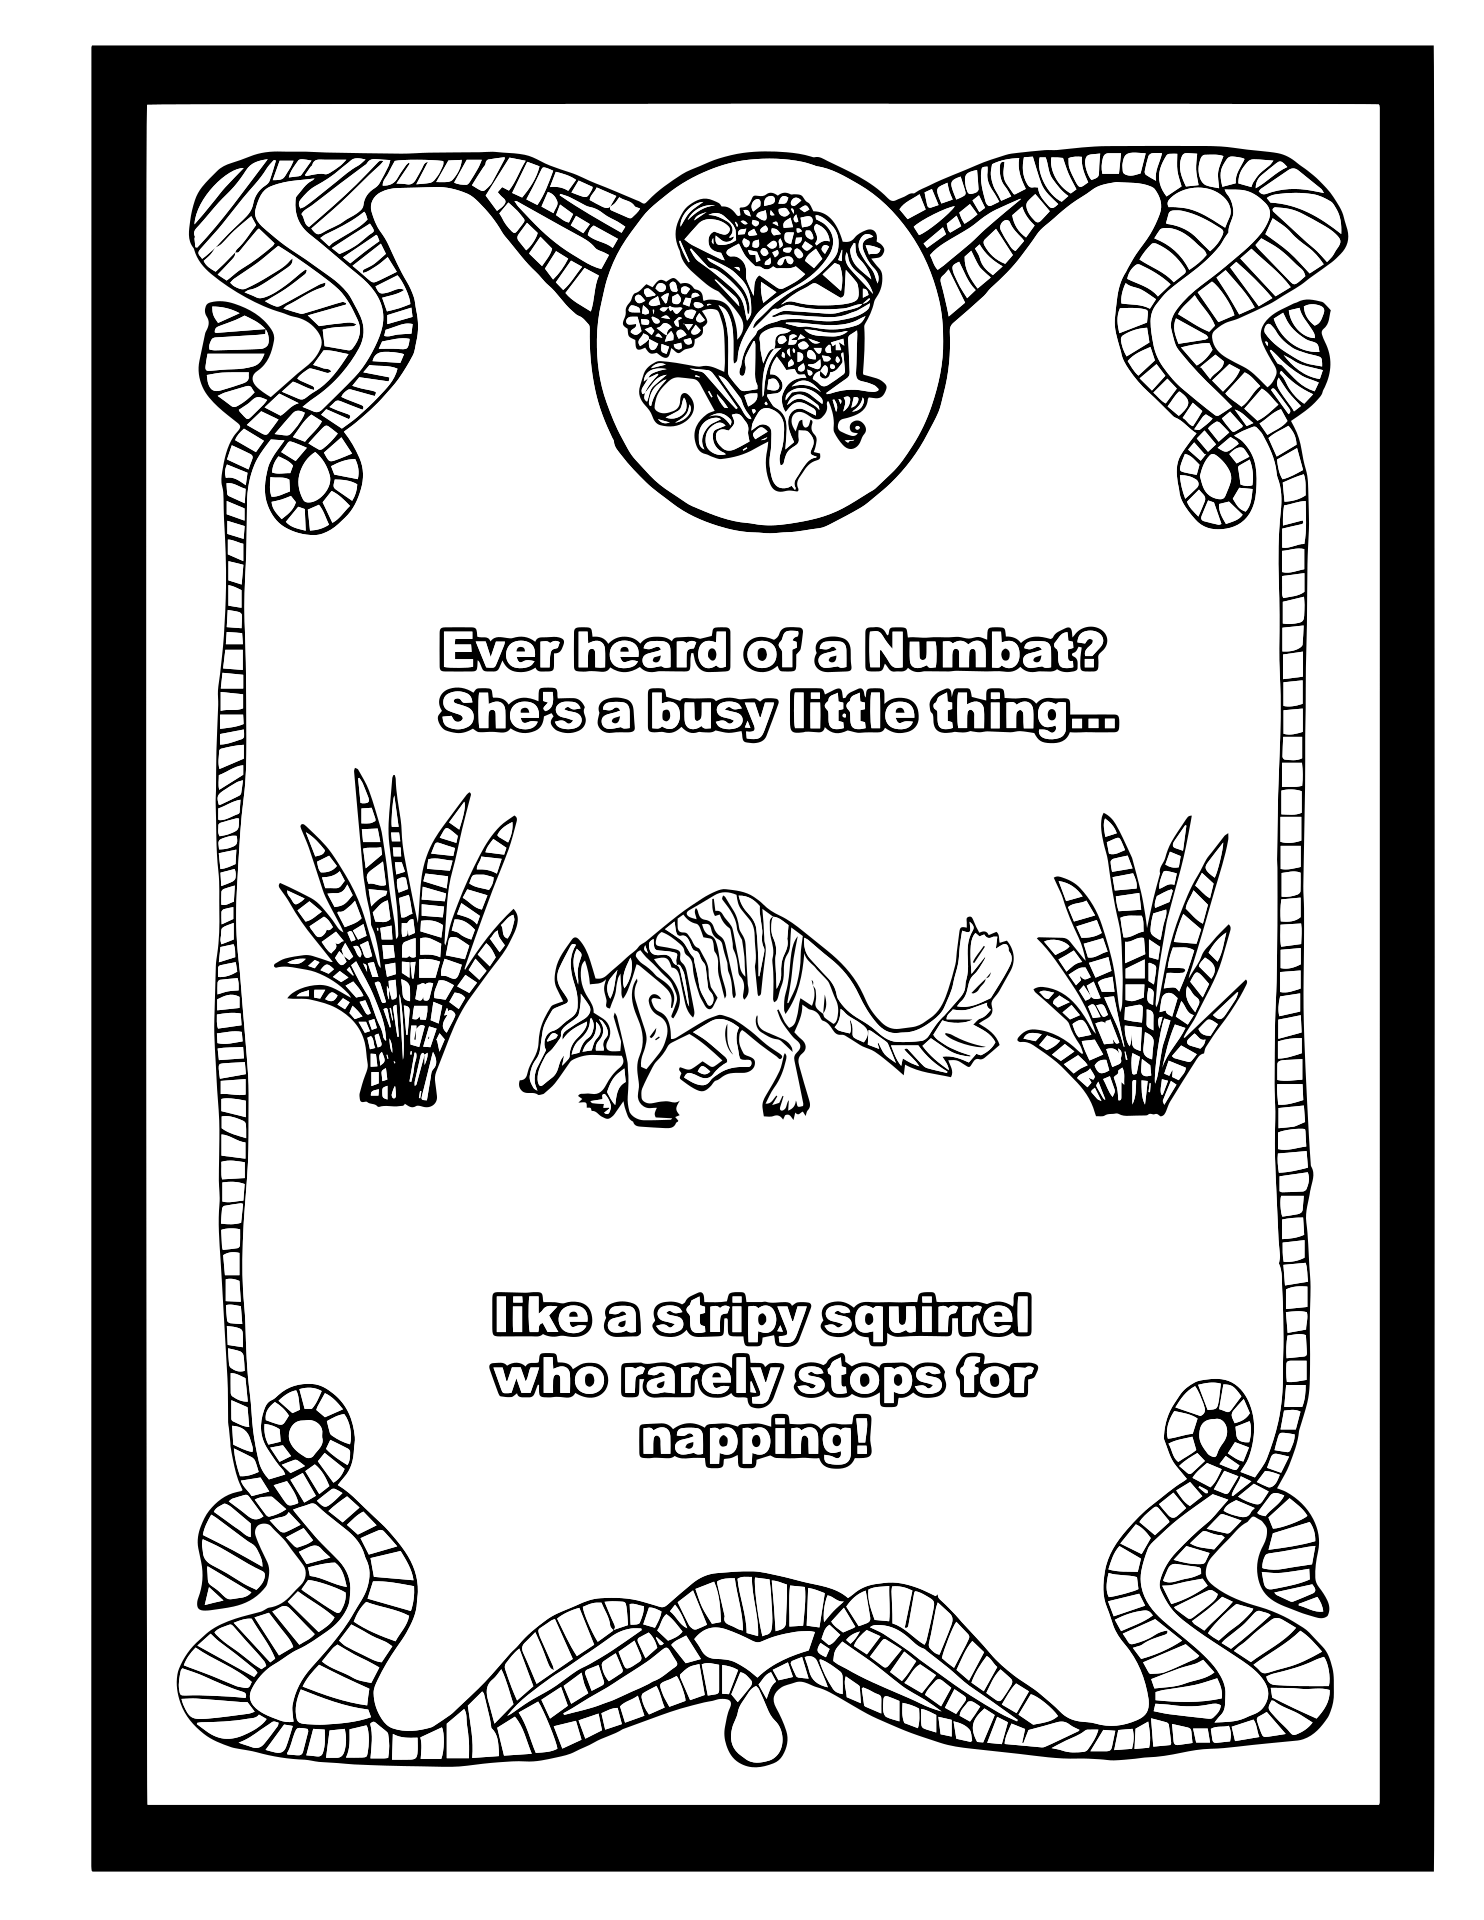 Ever heard of a Numbat?
She's a busy little thing...
like a stripy squirrel
who rarely stops for
napping!